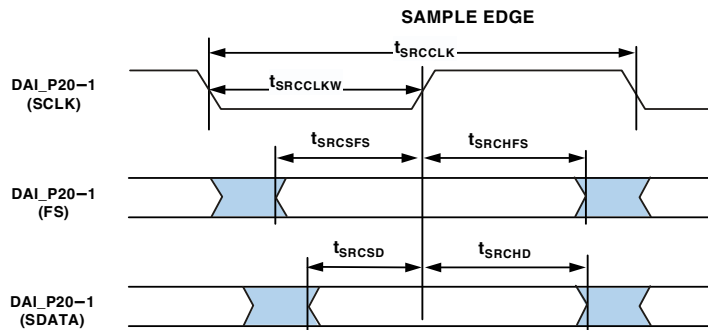 SAMPLE EDGE
tSRCCLK
DAI_P20–1
(SCLK)
tSRCCLKW
tSRCSFS
tSRCHFS
DAI_P20–1
(FS)
tSRCSD
tSRCHD
DAI_P20–1
(SDATA)